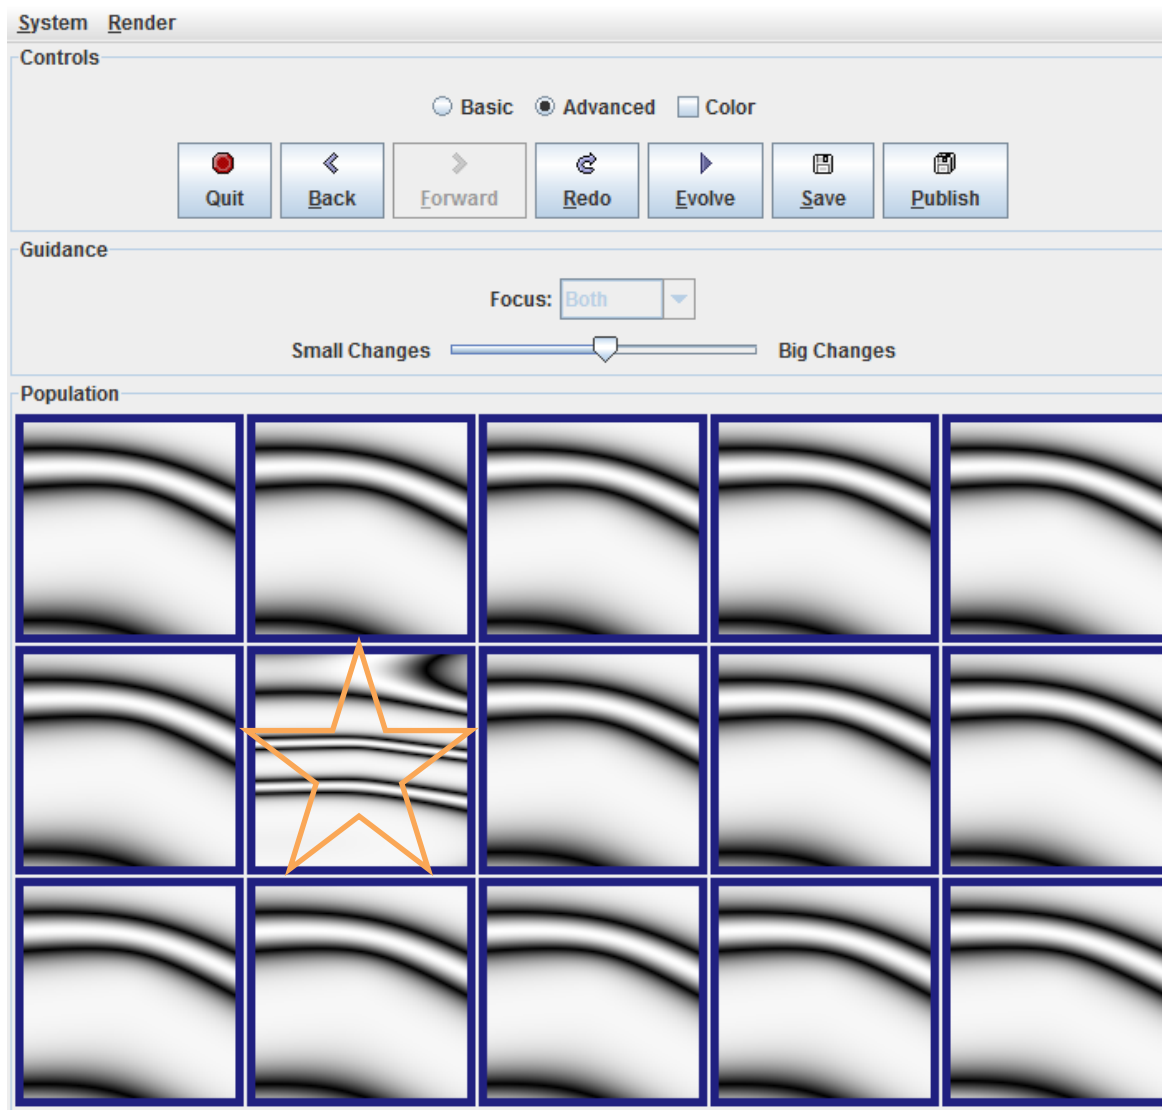 System Render
Controls
Basic Advanced Color
Quit Back Forward Redo Evolve Save Publish
Guidance
Focus: Both
Small Changes Big Changes
Population